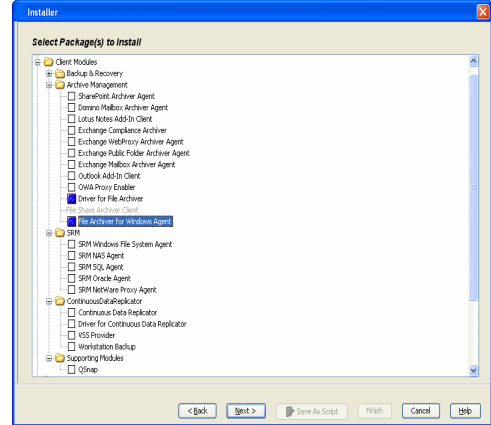 Installer
Select Package(s) to Install
Client Modules
Backup & Recovery
Archive Management
SharePoint Archiver Agent
Domino Mailbox Archiver Agent
Lotus Notes Add-In Client
Exchange Compliance Archiver
Exchange WebProxy Archiver Agent
Exchange Public Folder Archiver Agent
Exchange Mailbox Archiver Agent
Outlook Add-In Client
OWA Proxy Enabler
Driver for File Archiver
File Share Archiver Client
File Archiver for Windows Agent
SRM
SRM Windows File System Agent
SRM NAS Agent
SRM SQL Agent
SRM Oracle Agent
SRM NetWare Proxy Agent
ContinuousDataReplicator
Continuous Data Replicator
Driver for Continuous Data Replicator
VSS Provider
Workstation Backup
Supporting Modules
QSnap
< Back Next > Save As Script Finish Cancel Help